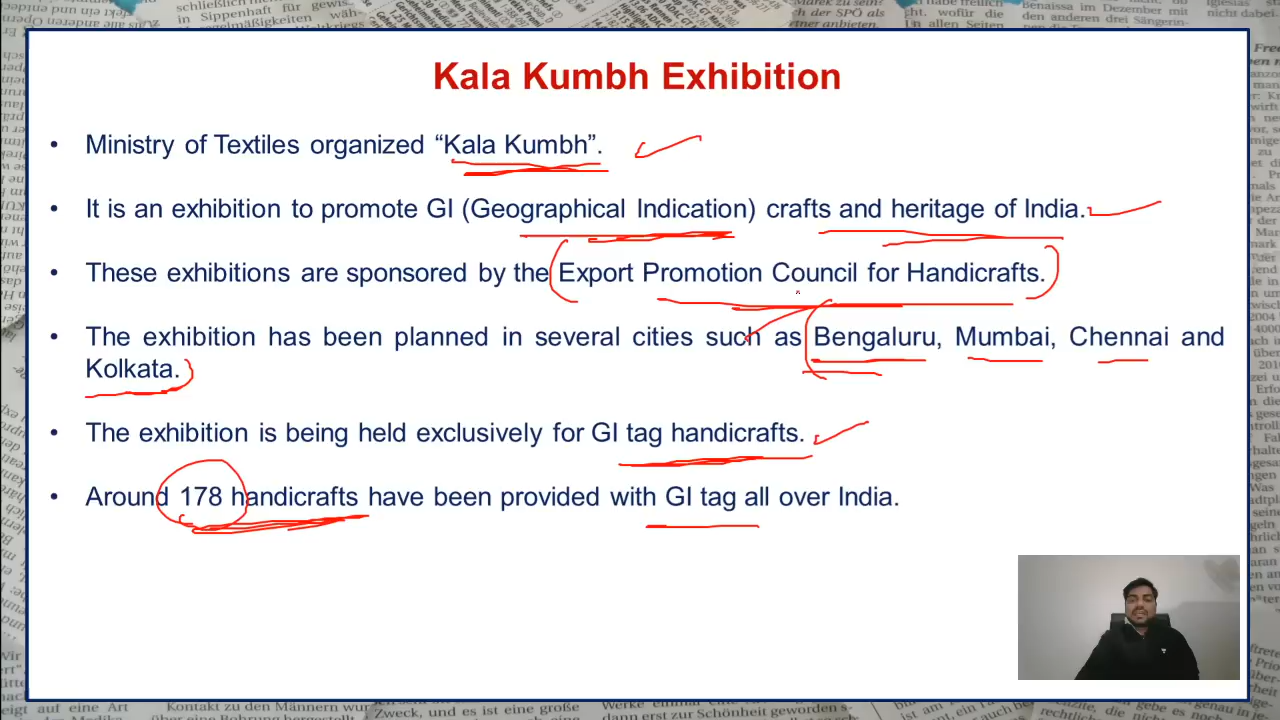 Kala Kumbh Exhibition
• Ministry of Textiles organized “Kala Kumbh”.
• It is an exhibition to promote GI (Geographical Indication) crafts and heritage of India.
• These exhibitions are sponsored by the Export Promotion Council for Handicrafts.
• The exhibition has been planned in several cities such as Bengaluru, Mumbai, Chennai and
Kolkata.
• The exhibition is being held exclusively for GI tag handicrafts.
• Around 178 handicrafts have been provided with GI tag all over India.